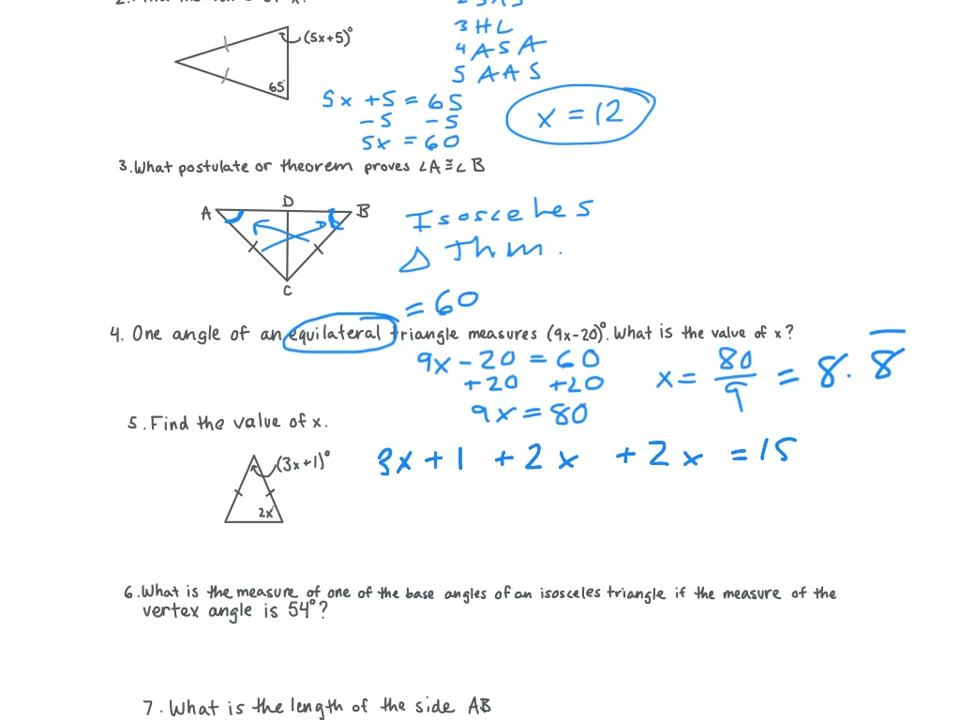 (5x+5)°
3 H L
4 A S A
65°
5 A A S
5x +5 = 65
-5 -5
x = 12
5x = 60
3. What postulate or theorem proves ∠A ≅ ∠ B
A D B
Isosceles
△ Thm.
C
= 60
4. One angle of an equilateral triangle measures (9x-20)°. What is the value of x?
9x - 20 = 60
+20 +20
x = 80/9 = 8.8̅
9x = 80
5. Find the value of x.
(3x+1)°
3x + 1 + 2x + 2x = 15
2x
6. What is the measure of one of the base angles of an isosceles triangle if the measure of the
vertex angle is 54°?
7. What is the length of the side AB